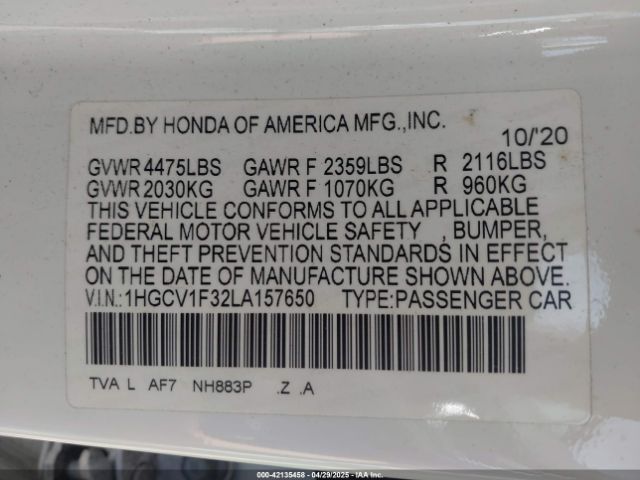 MFD.BY HONDA OF AMERICA MFG.,INC.
10/'20
GVWR 4475LBS GAWR F 2359LBS R 2116LBS
GVWR 2030KG GAWR F 1070KG R 960KG
THIS VEHICLE CONFORMS TO ALL APPLICABLE
FEDERAL MOTOR VEHICLE SAFETY , BUMPER,
AND THEFT PREVENTION STANDARDS IN EFFECT
ON THE DATE OF MANUFACTURE SHOWN ABOVE.
V.I.N.:1HGCV1F32LA157650 TYPE:PASSENGER CAR
TVA L AF7 NH883P .Z .A
000-42135458 - 04/29/2025 - IAA Inc.